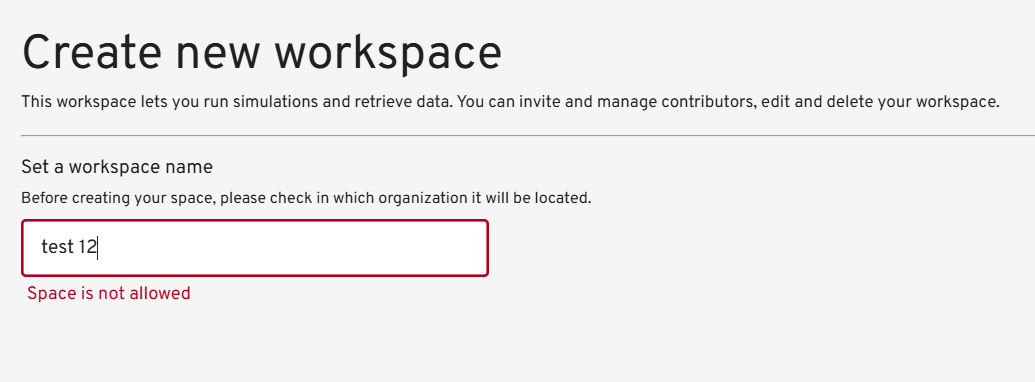 Create new workspace
This workspace lets you run simulations and retrieve data. You can invite and manage contributors, edit and delete your workspace.
Set a workspace name
Before creating your space, please check in which organization it will be located.
test 12
Space is not allowed